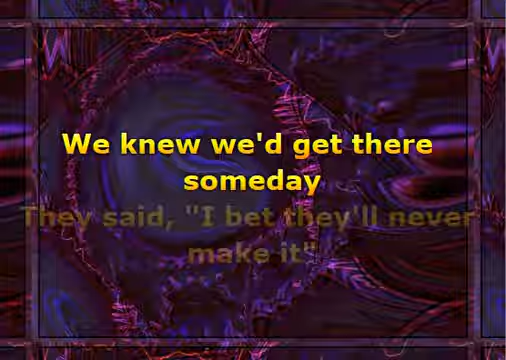 We knew we'd get there
someday
They said, "I bet they'll never
make it"